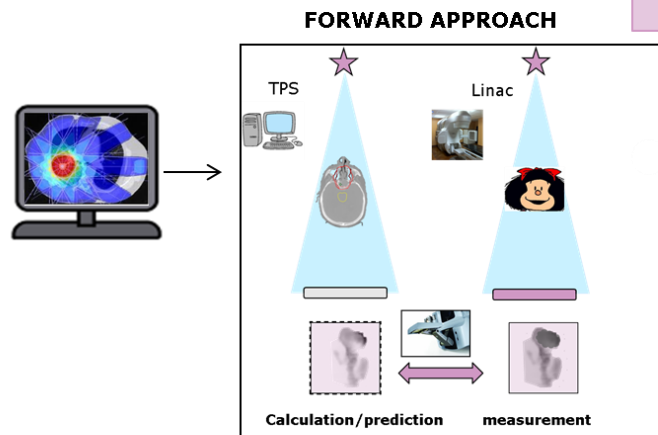 FORWARD APPROACH
TPS
Linac
Calculation/prediction
measurement